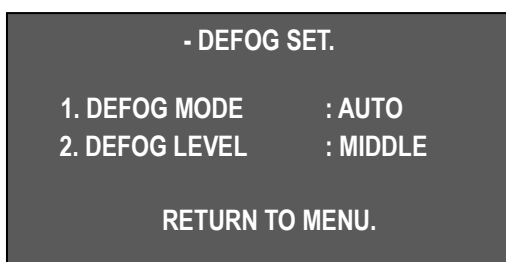 - DEFOG SET.
1. DEFOG MODE : AUTO
2. DEFOG LEVEL : MIDDLE
RETURN TO MENU.